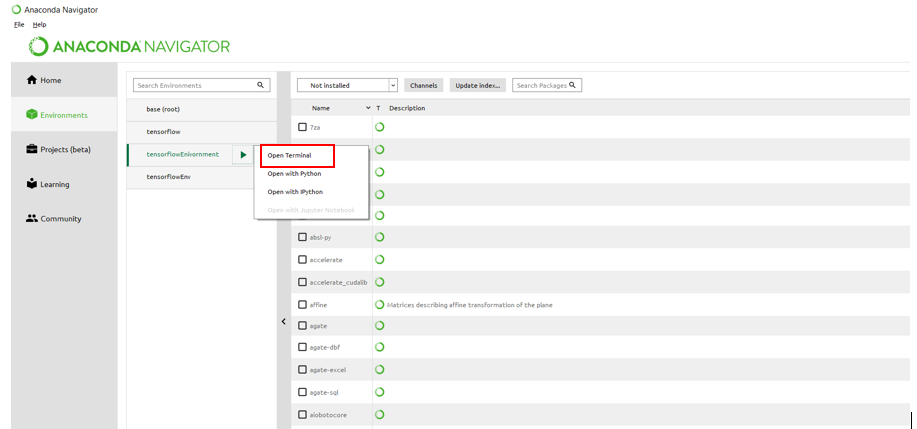 Anaconda Navigator
File Help
ANACONDA NAVIGATOR
Home
Environments
Projects (beta)
Learning
Community
Search Environments
base (root)
tensorflow
tensorflowEnivornment
tensorflowEnv
Open Terminal
Open with Python
Open with IPython
Open with Jupyter Notebook
Not installed Channels Update index... Search Packages
Name T Description
7za
absl-py
accelerate
accelerate_cudalib
affine Matrices describing affine transformation of the plane
agate
agate-dbf
agate-excel
agate-sql
aiobotocore